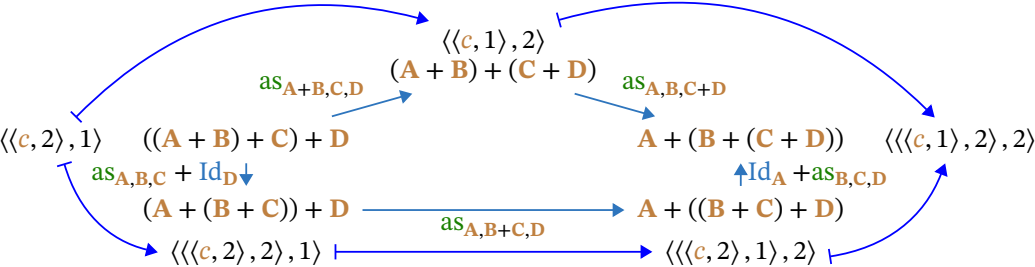 ⟨⟨c, 1⟩, 2⟩
(A + B) + (C + D)
as_{A+B,C,D} as_{A,B,C+D}
⟨⟨c, 2⟩, 1⟩ ((A + B) + C) + D A + (B + (C + D)) ⟨⟨⟨c, 1⟩, 2⟩, 2⟩
as_{A,B,C} + Id_D Id_A +as_{B,C,D}
(A + (B + C)) + D A + ((B + C) + D)
as_{A,B+C,D}
⟨⟨⟨c, 2⟩, 2⟩, 1⟩ ⟨⟨⟨c, 2⟩, 1⟩, 2⟩